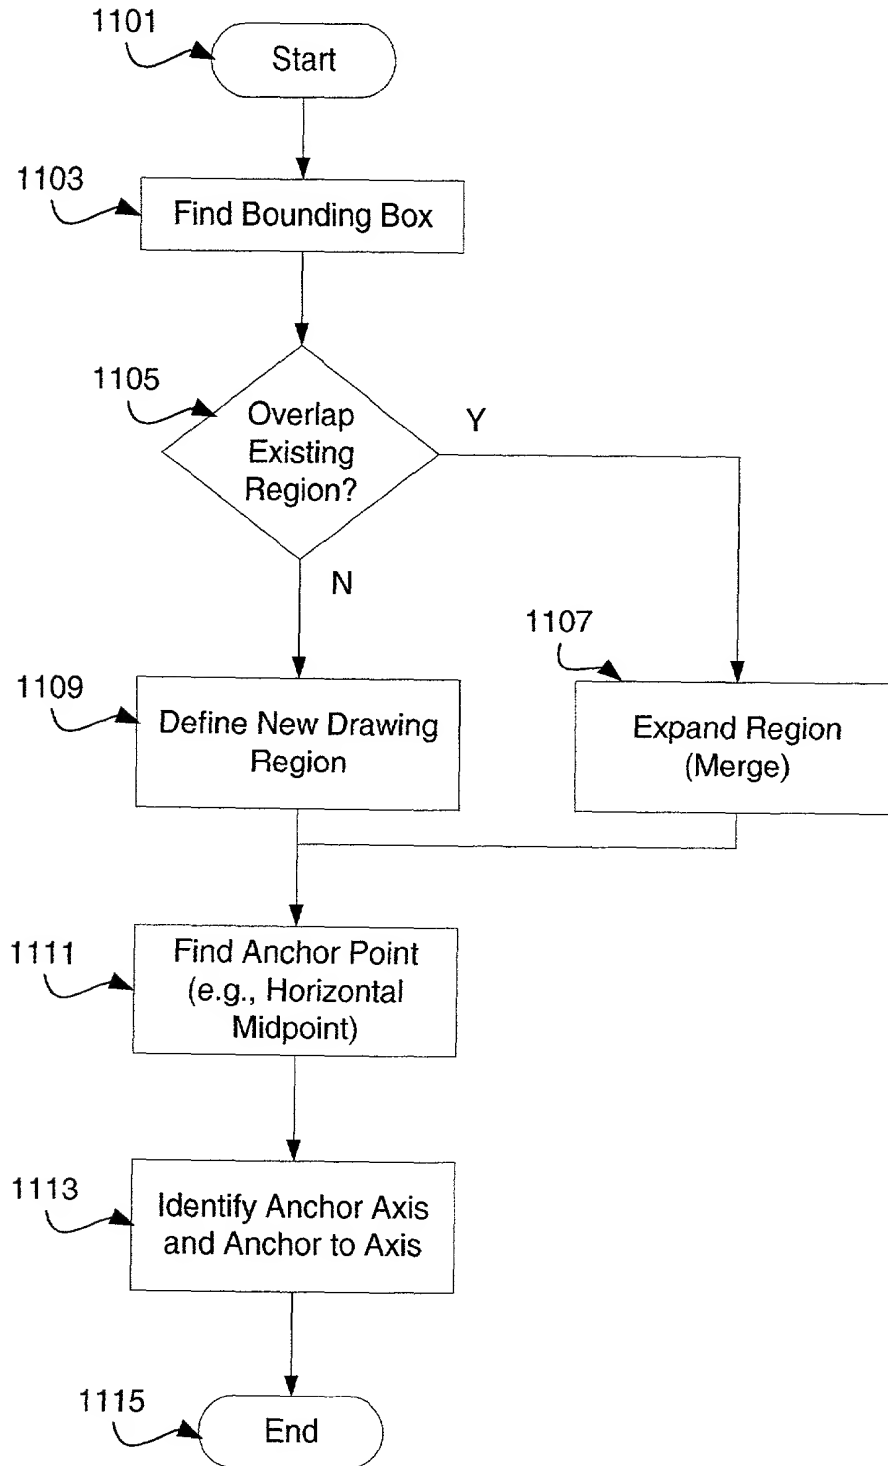 1101
Start
1103
Find Bounding Box
1105
Overlap
Existing
Region?
Y
N
1107
1109
Define New Drawing
Region
Expand Region
(Merge)
1111
Find Anchor Point
(e.g., Horizontal
Midpoint)
1113
Identify Anchor Axis
and Anchor to Axis
1115
End